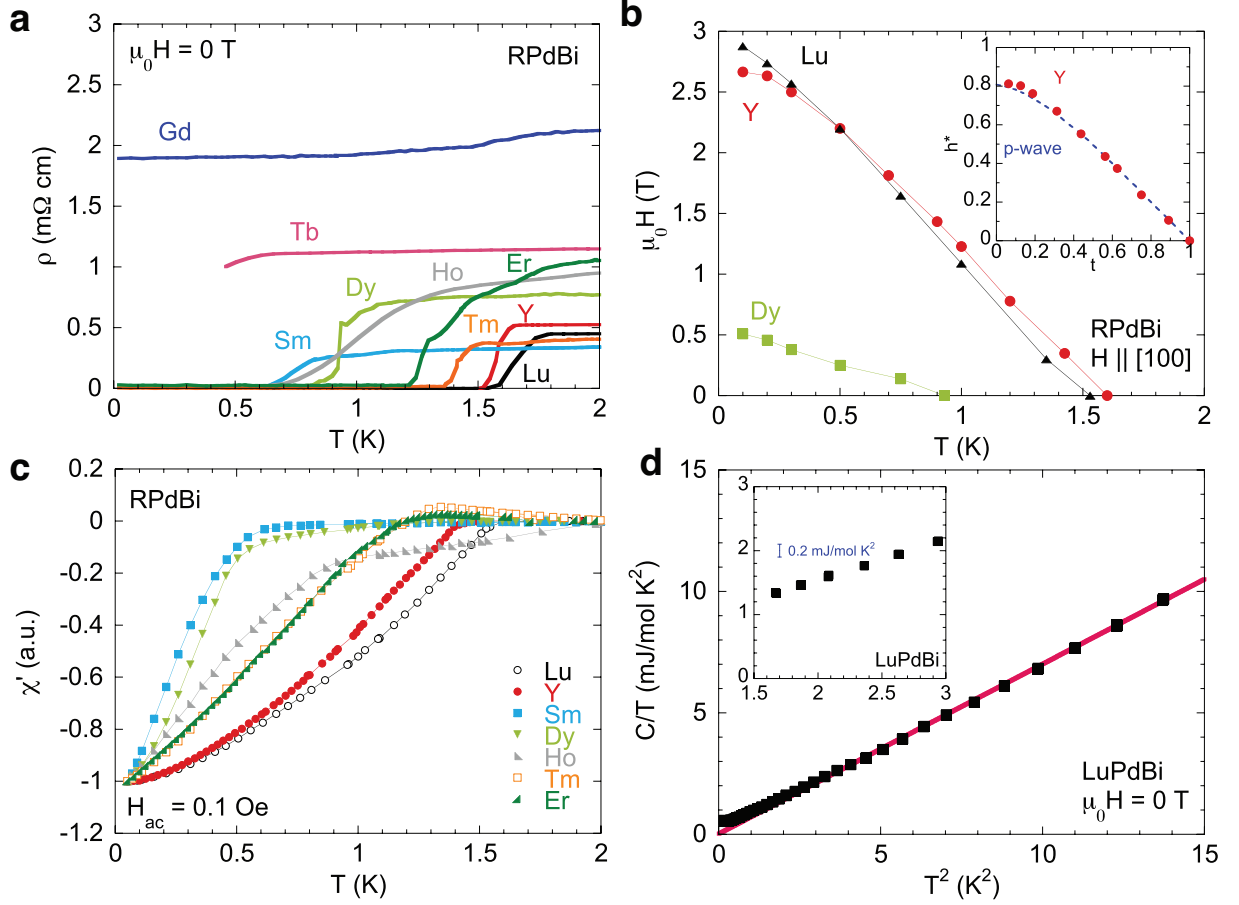 a
μ0H = 0 T
RPdBi
Gd
Tb
Ho
Er
Dy
Sm
Tm
Y
Lu
ρ (mΩ cm)
3
2
1
0
0 0.5 1 1.5 2
T (K)
b
Lu
Y
Dy
μ0H (T)
3
2.5
2
1.5
1
0.5
0
0 0.5 1 1.5 2
T (K)
RPdBi
H || [100]
1
0.8
0.6
0.4
0.2
0
h*
Y
p-wave
0 0.2 0.4 0.6 0.8 1
t
c
RPdBi
χ' (a.u.)
0.2
0
-0.2
-0.4
-0.6
-0.8
-1
-1.2
Lu
Y
Sm
Dy
Ho
Tm
Er
Hac = 0.1 Oe
0 0.5 1 1.5 2
T (K)
d
C/T (mJ/mol K2)
15
10
5
0
3
2
1
0
0.2 mJ/mol K2
LuPdBi
1.5 2 2.5 3
LuPdBi
μ0H = 0 T
0 5 10 15
T2 (K2)